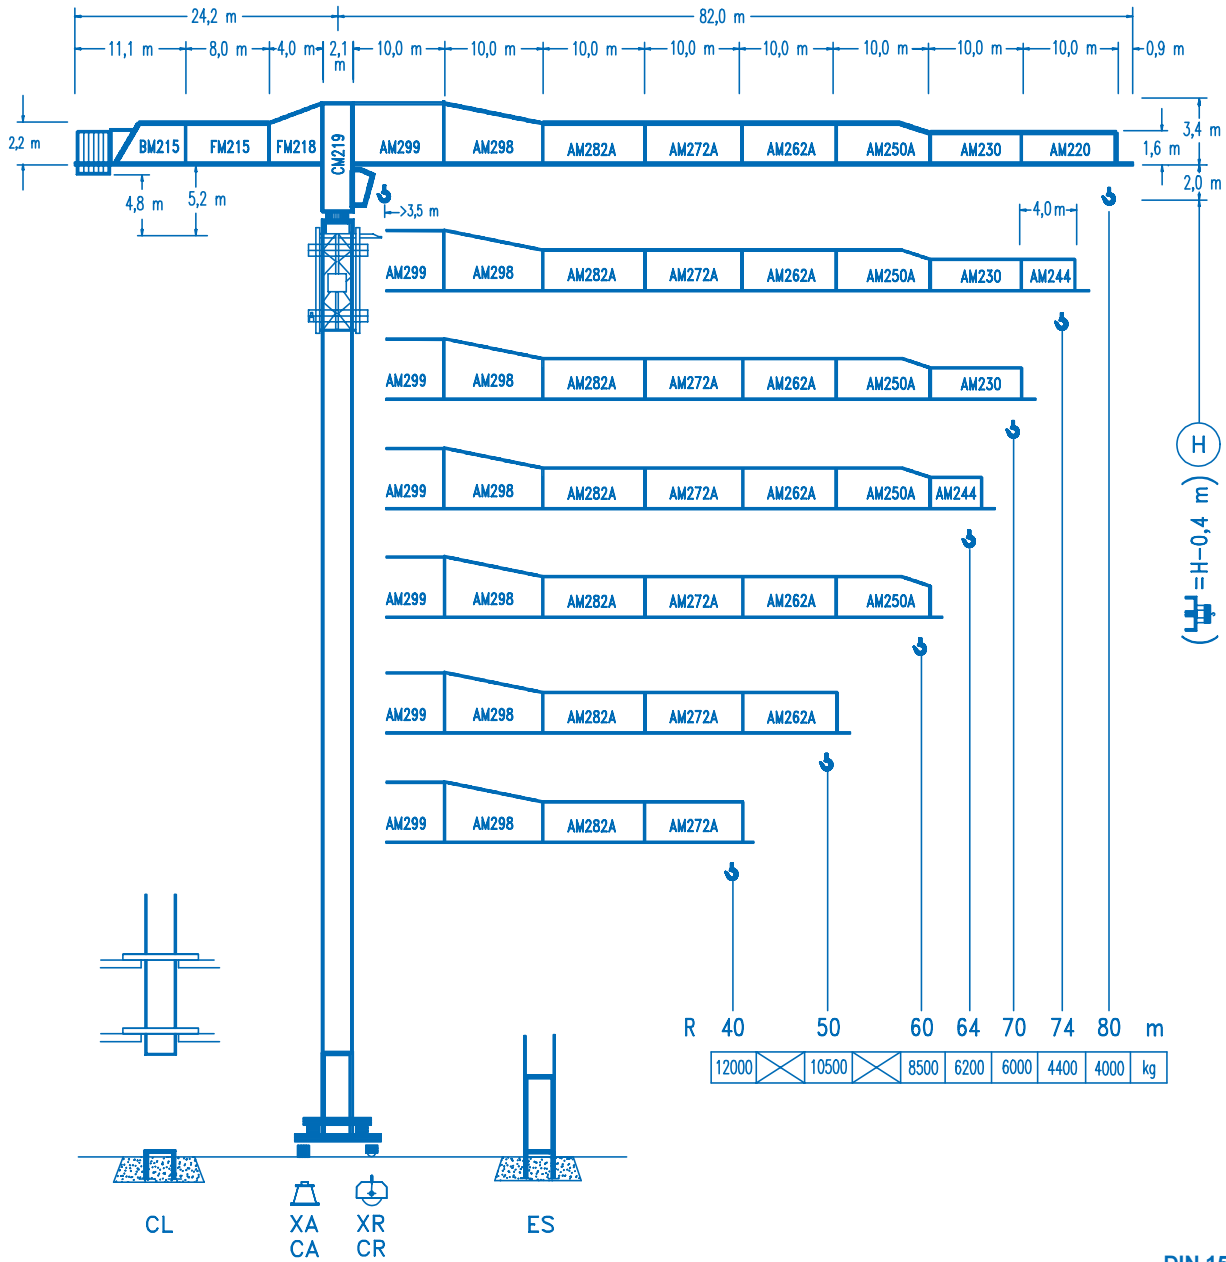 24,2 m 82,0 m
11,1 m 8,0 m 4,0 m 2,1 m 10,0 m 10,0 m 10,0 m 10,0 m 10,0 m 10,0 m 10,0 m 10,0 m 0,9 m
2,2 m BM215 FM215 FM218 CM219 AM299 AM298 AM282A AM272A AM262A AM250A AM230 AM220 1,6 m 3,4 m
4,8 m 5,2 m >3,5 m 2,0 m
4,0m
AM299 AM298 AM282A AM272A AM262A AM250A AM230 AM244
AM299 AM298 AM282A AM272A AM262A AM250A AM230
H
AM299 AM298 AM282A AM272A AM262A AM250A AM244
( =H-0,4 m)
AM299 AM298 AM282A AM272A AM262A AM250A
AM299 AM298 AM282A AM272A AM262A
AM299 AM298 AM282A AM272A
R 40 50 60 64 70 74 80 m
12000 10500 8500 6200 6000 4400 4000 kg
CL XA XR ES
CA CR